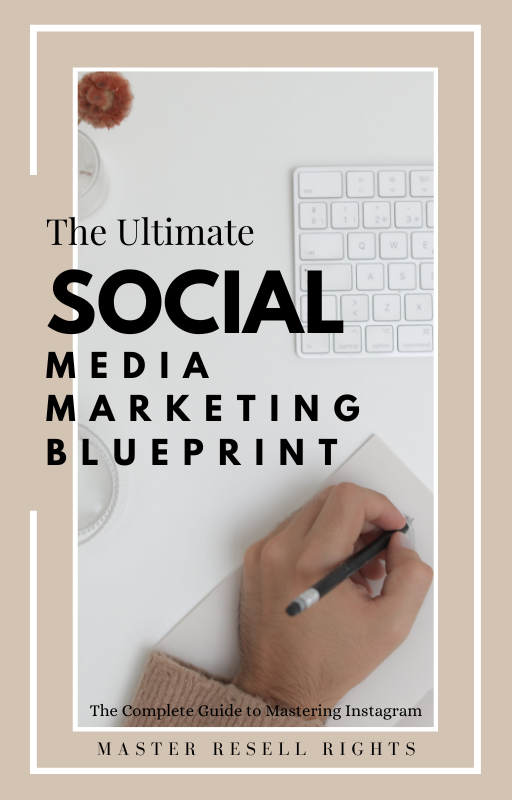 The Ultimate
SOCIAL
MEDIA
MARKETING
BLUEPRINT
The Complete Guide to Mastering Instagram
MASTER RESELL RIGHTS